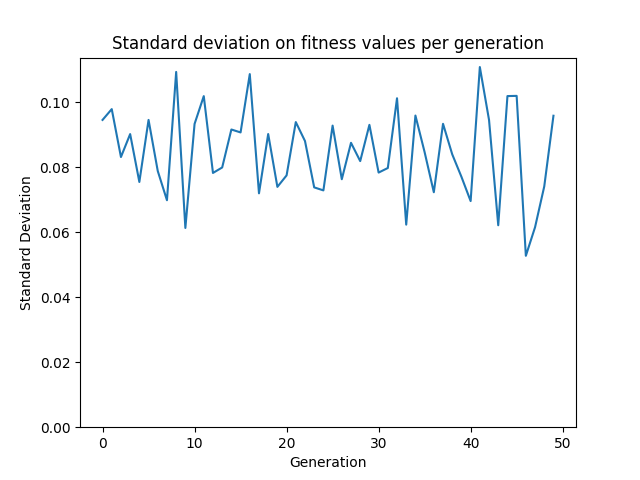 Standard deviation on fitness values per generation
Standard Deviation
0.10
0.08
0.06
0.04
0.02
0.00
0 10 20 30 40 50
Generation